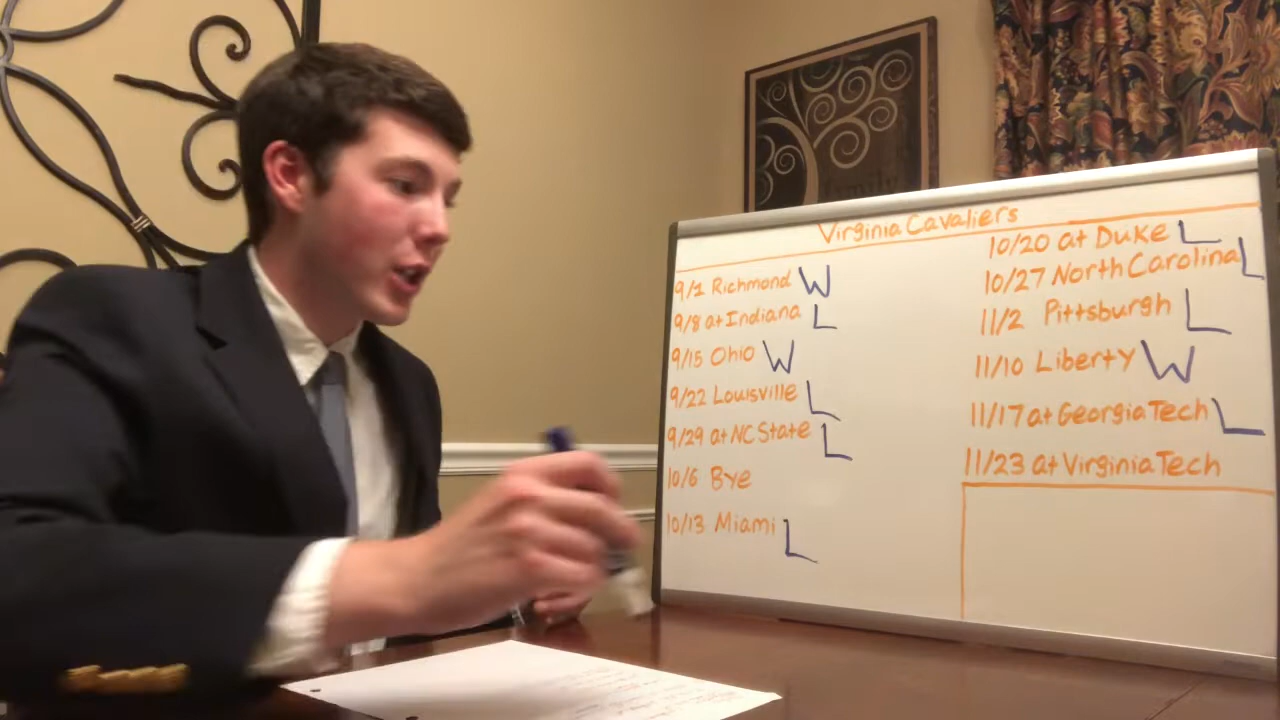 Virginia Cavaliers
9/1 Richmond W
9/8 at Indiana L
9/15 Ohio W
9/22 Louisville L
9/29 at NC State L
10/6 Bye
10/13 Miami L
10/20 at Duke L
10/27 North Carolina L
11/2 Pittsburgh L
11/10 Liberty W
11/17 at Georgia Tech L
11/23 at Virginia Tech
family